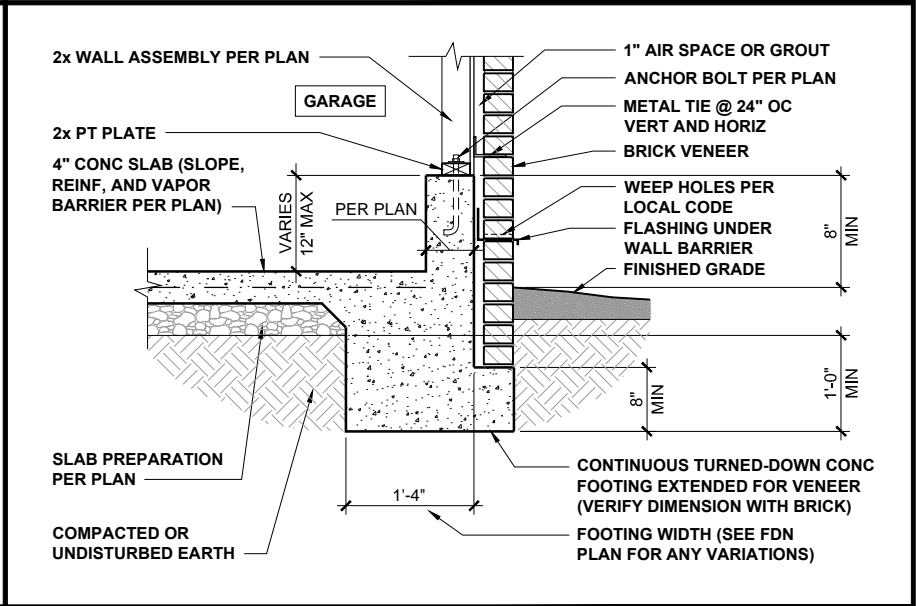 2x WALL ASSEMBLY PER PLAN
GARAGE
2x PT PLATE
4" CONC SLAB (SLOPE,
REINF, AND VAPOR
BARRIER PER PLAN)
VARIES
12" MAX
PER PLAN
1" AIR SPACE OR GROUT
ANCHOR BOLT PER PLAN
METAL TIE @ 24" OC
VERT AND HORIZ
BRICK VENEER
WEEP HOLES PER
LOCAL CODE
FLASHING UNDER
WALL BARRIER
FINISHED GRADE
8"
MIN
1'-0"
MIN
8"
MIN
SLAB PREPARATION
PER PLAN
COMPACTED OR
UNDISTURBED EARTH
1'-4"
CONTINUOUS TURNED-DOWN CONC
FOOTING EXTENDED FOR VENEER
(VERIFY DIMENSION WITH BRICK)
FOOTING WIDTH (SEE FDN
PLAN FOR ANY VARIATIONS)